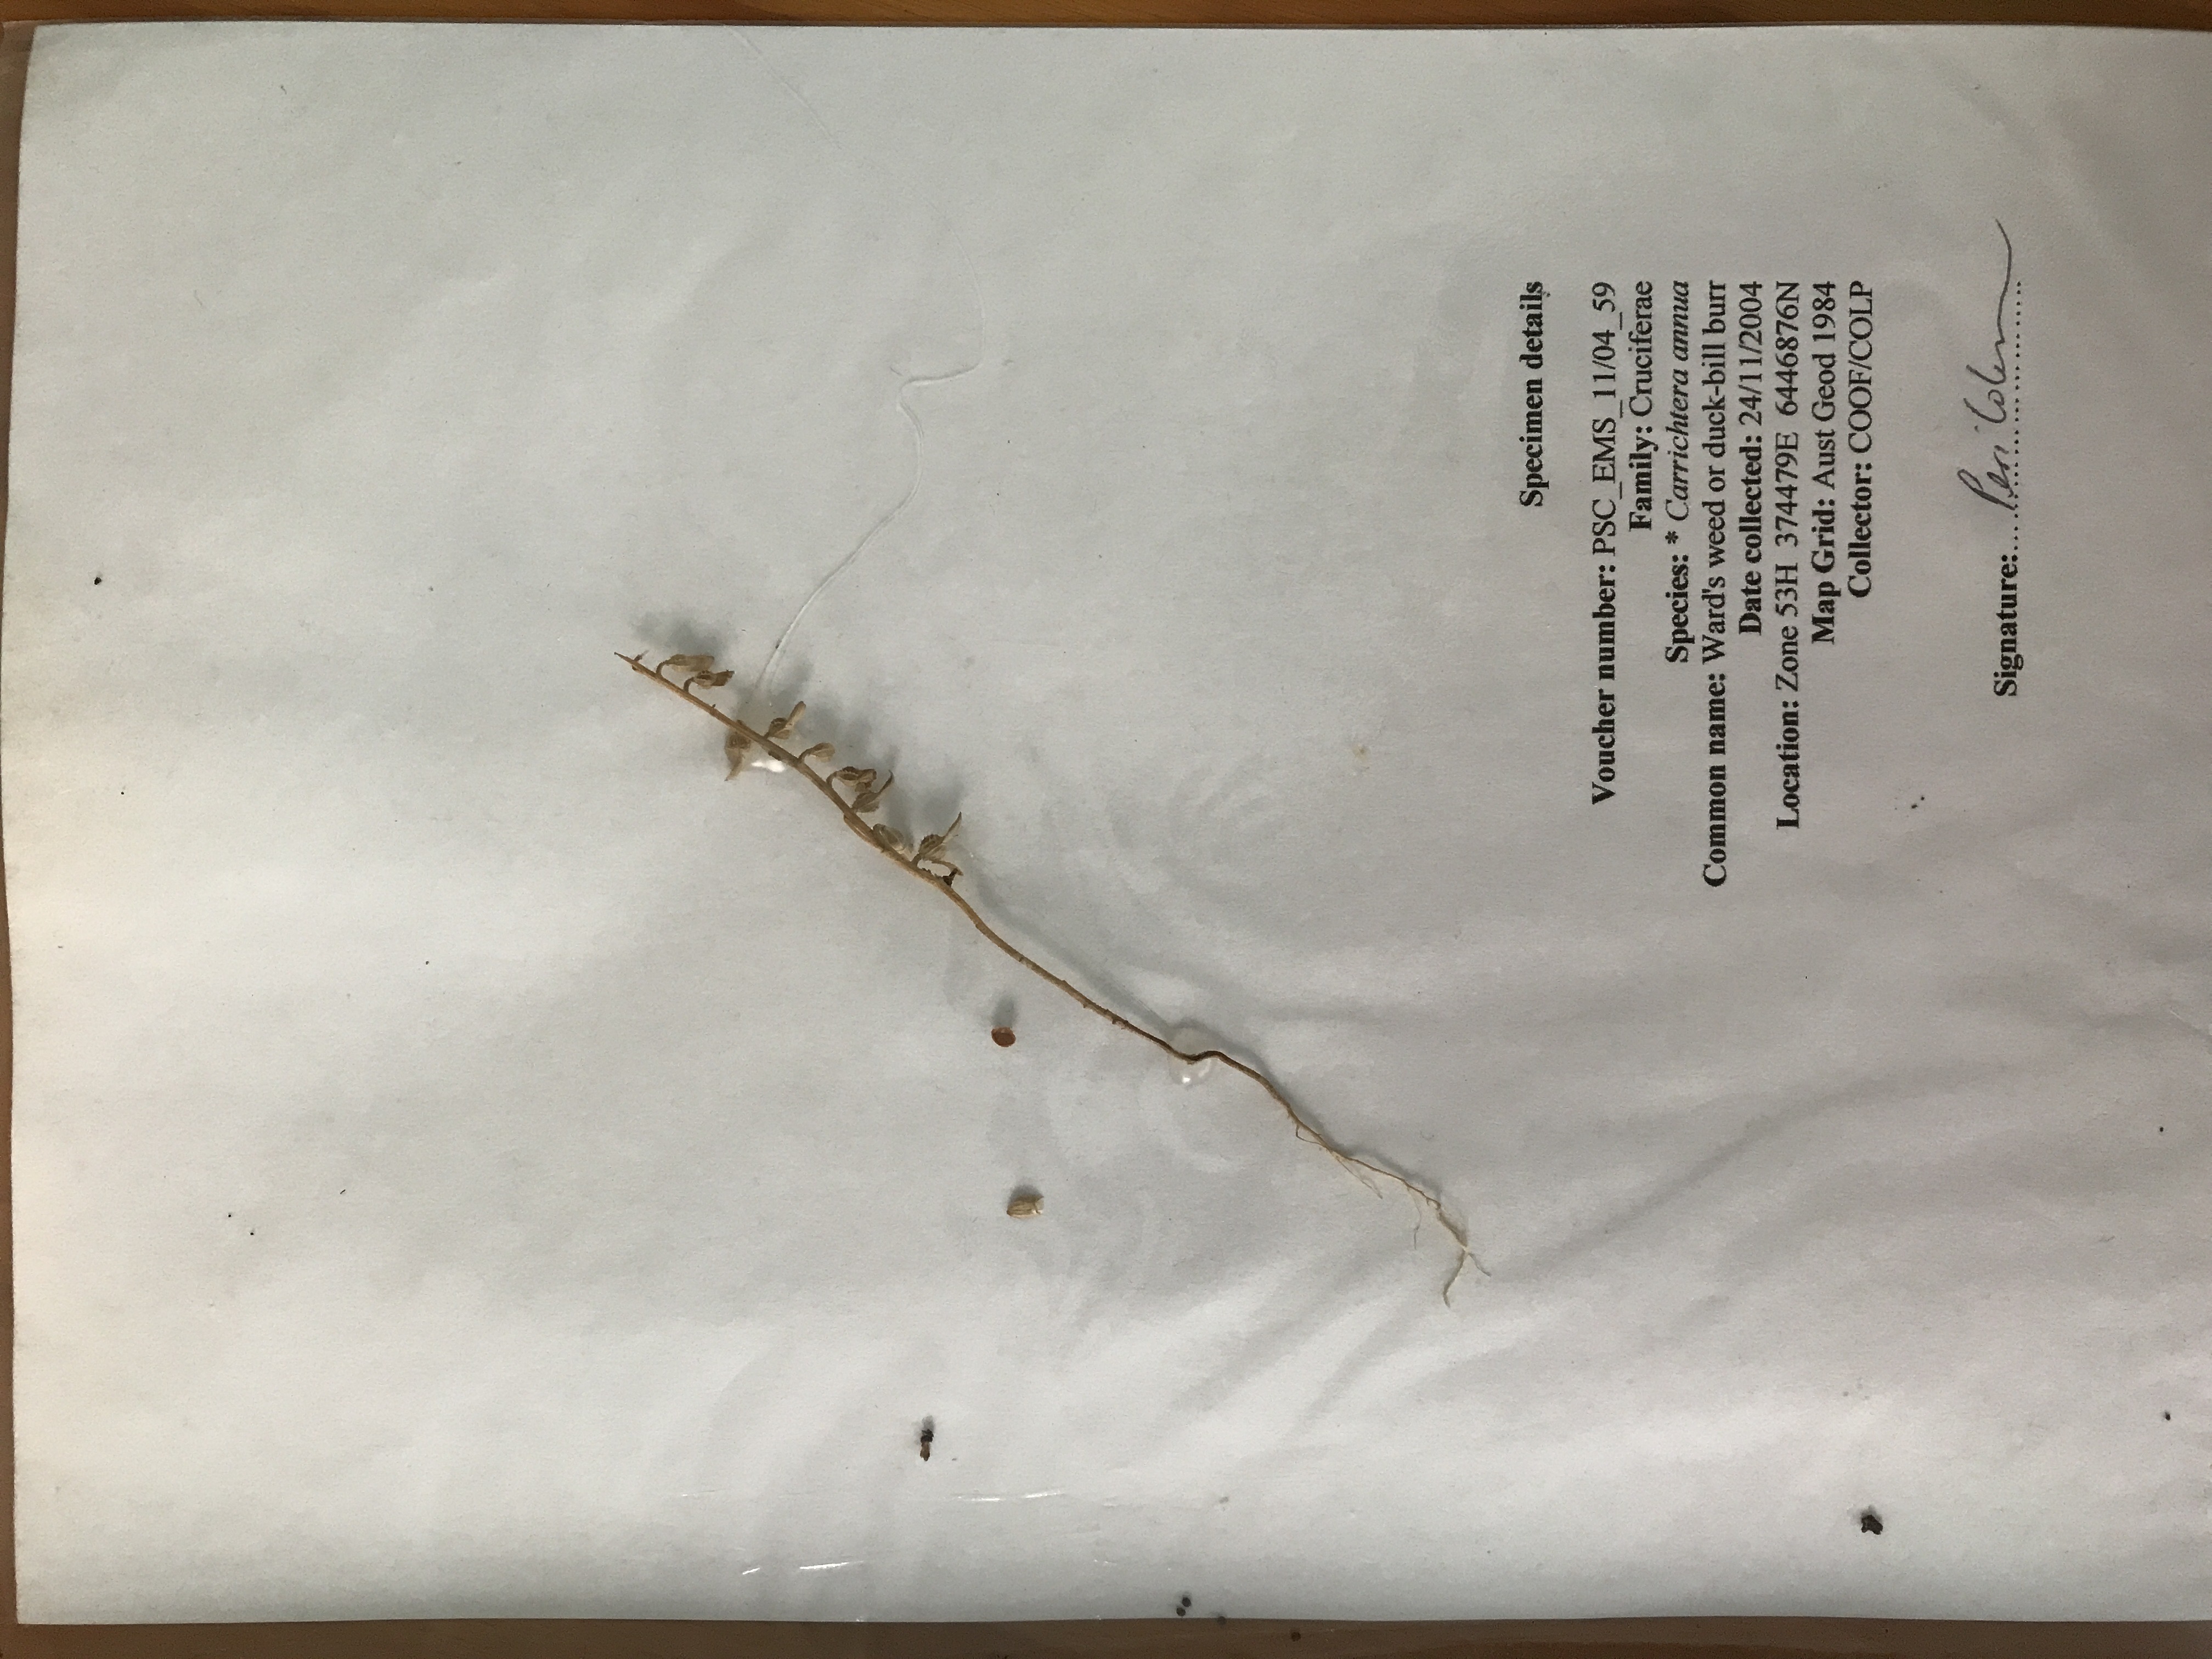 Specimen details
Voucher number: PSC_EMS_11/04_59
Family: Cruciferae
Species: * Carrichtera annua
Common name: Ward's weed or duck-bill burr
Date collected: 24/11/2004
Location: Zone 53H 374479E 6446876N
Map Grid: Aust Geod 1984
Collector: COOF/COLP
Signature: Peri